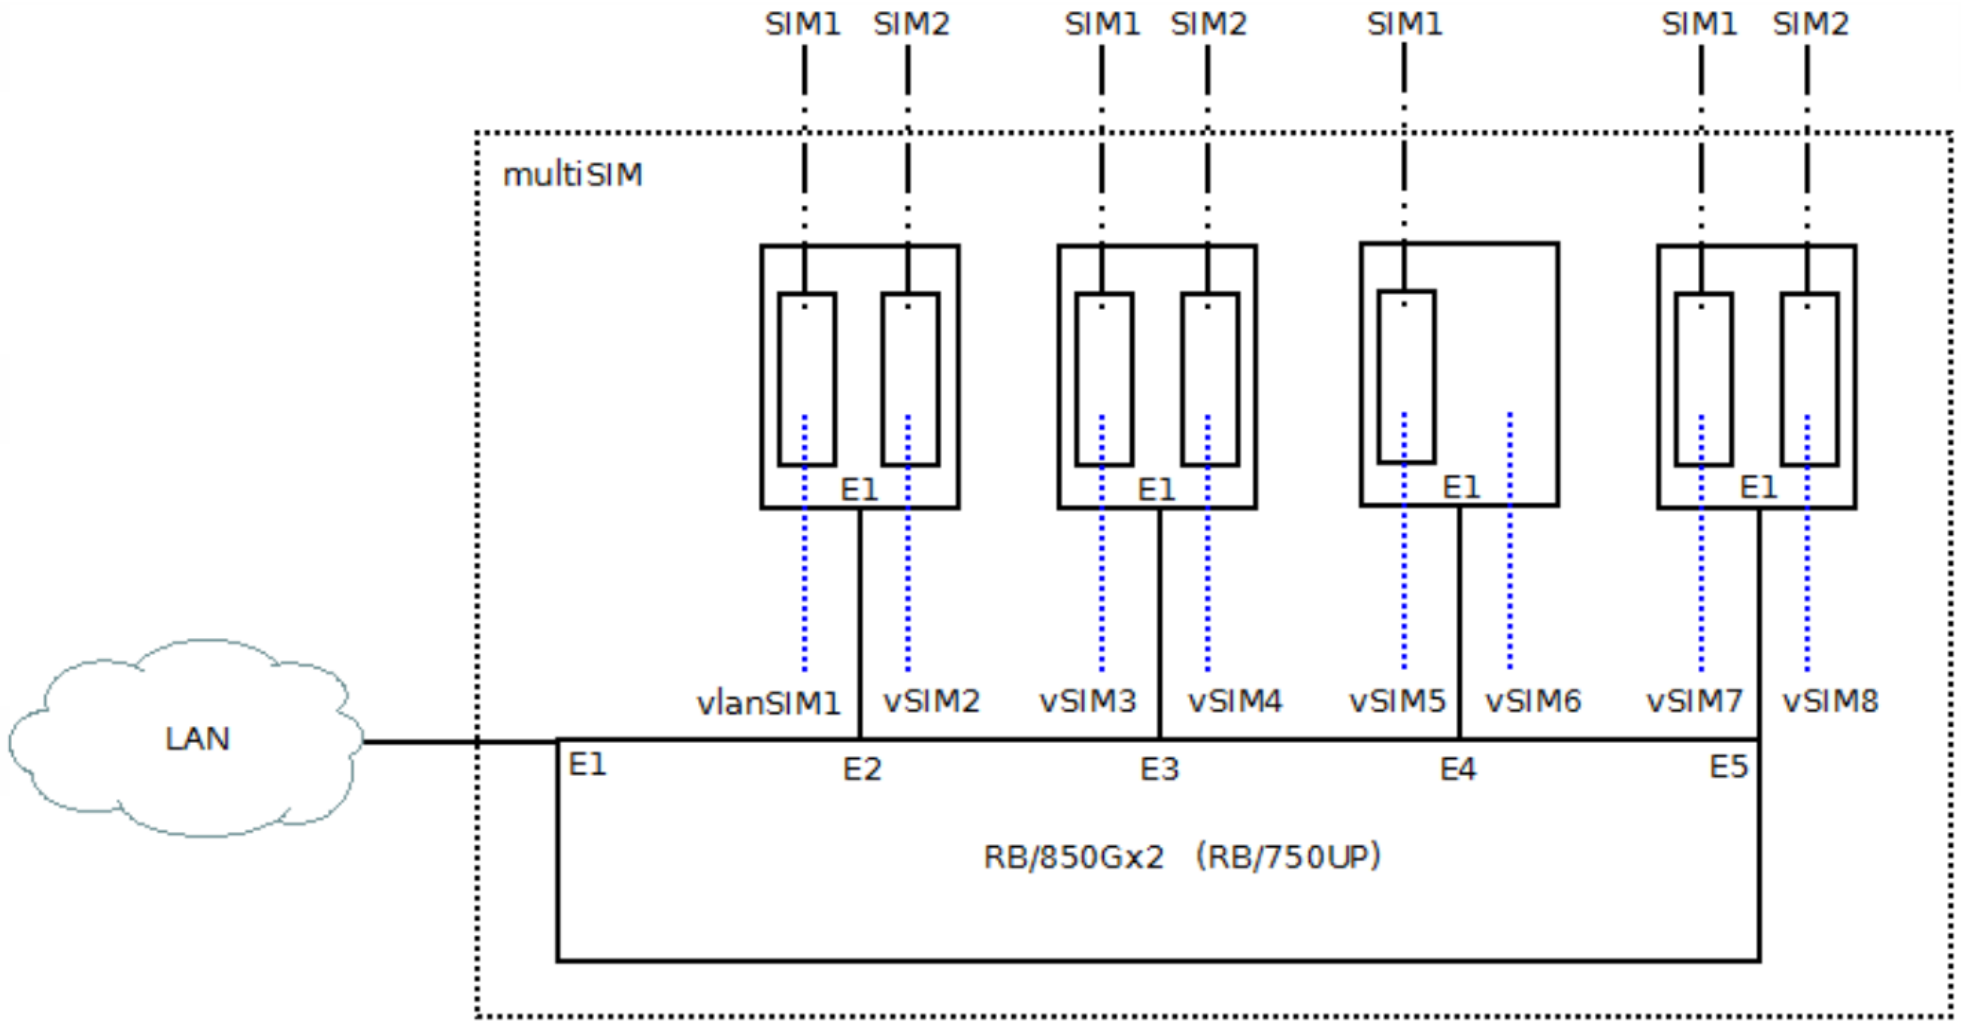 SIM1 SIM2 SIM1 SIM2 SIM1 SIM1 SIM2
multiSIM
E1 E1 E1 E1
vlanSIM1 vSIM2 vSIM3 vSIM4 vSIM5 vSIM6 vSIM7 vSIM8
LAN
E1 E2 E3 E4 E5
RB/850Gx2 (RB/750UP)